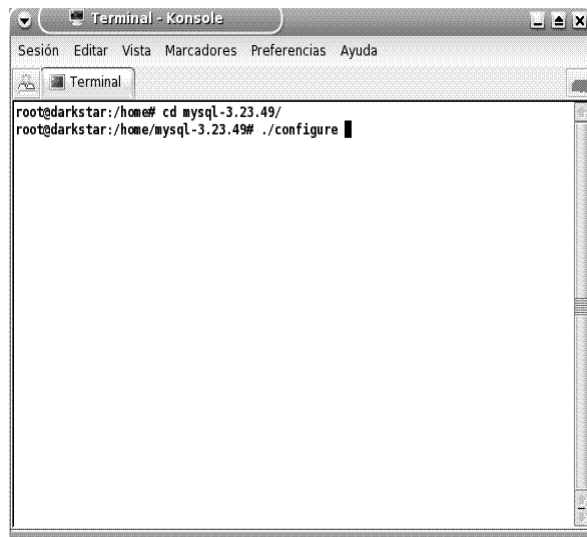 Terminal - Konsole
Sesión Editar Vista Marcadores Preferencias Ayuda
Terminal
root@darkstar:/home# cd mysql-3.23.49/
root@darkstar:/home/mysql-3.23.49# ./configure